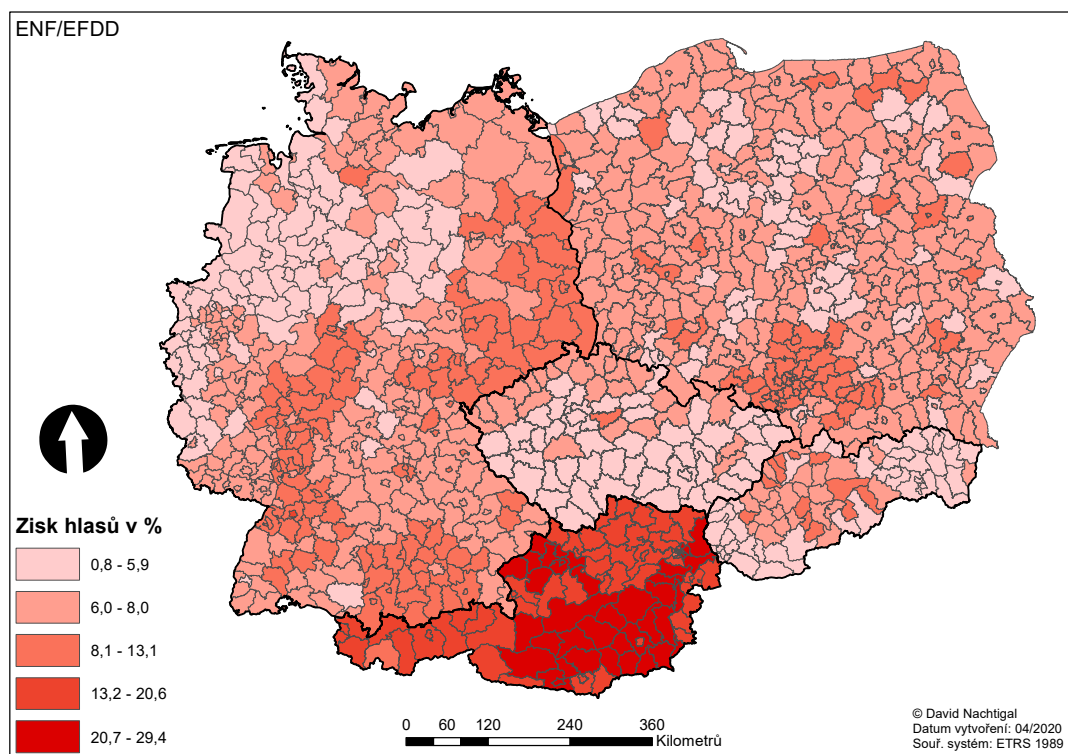 ENF/EFDD
Zisk hlasů v %
0,8 - 5,9
6,0 - 8,0
8,1 - 13,1
13,2 - 20,6
20,7 - 29,4
0 60 120 240 360
Kilometrů
© David Nachtigal
Datum vytvoření: 04/2020
Souř. systém: ETRS 1989